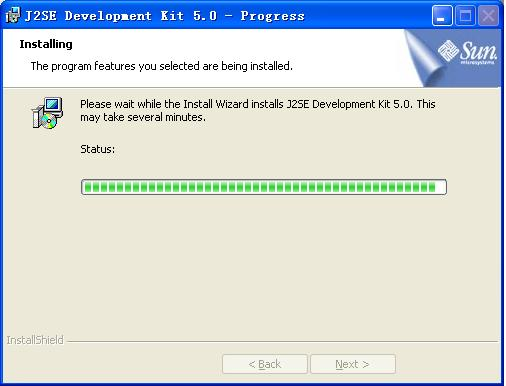 J2SE Development Kit 5.0 - Progress
Installing
The program features you selected are being installed.
Sun
microsystems
Please wait while the Install Wizard installs J2SE Development Kit 5.0. This
may take several minutes.
Status:
InstallShield
< Back
Next >